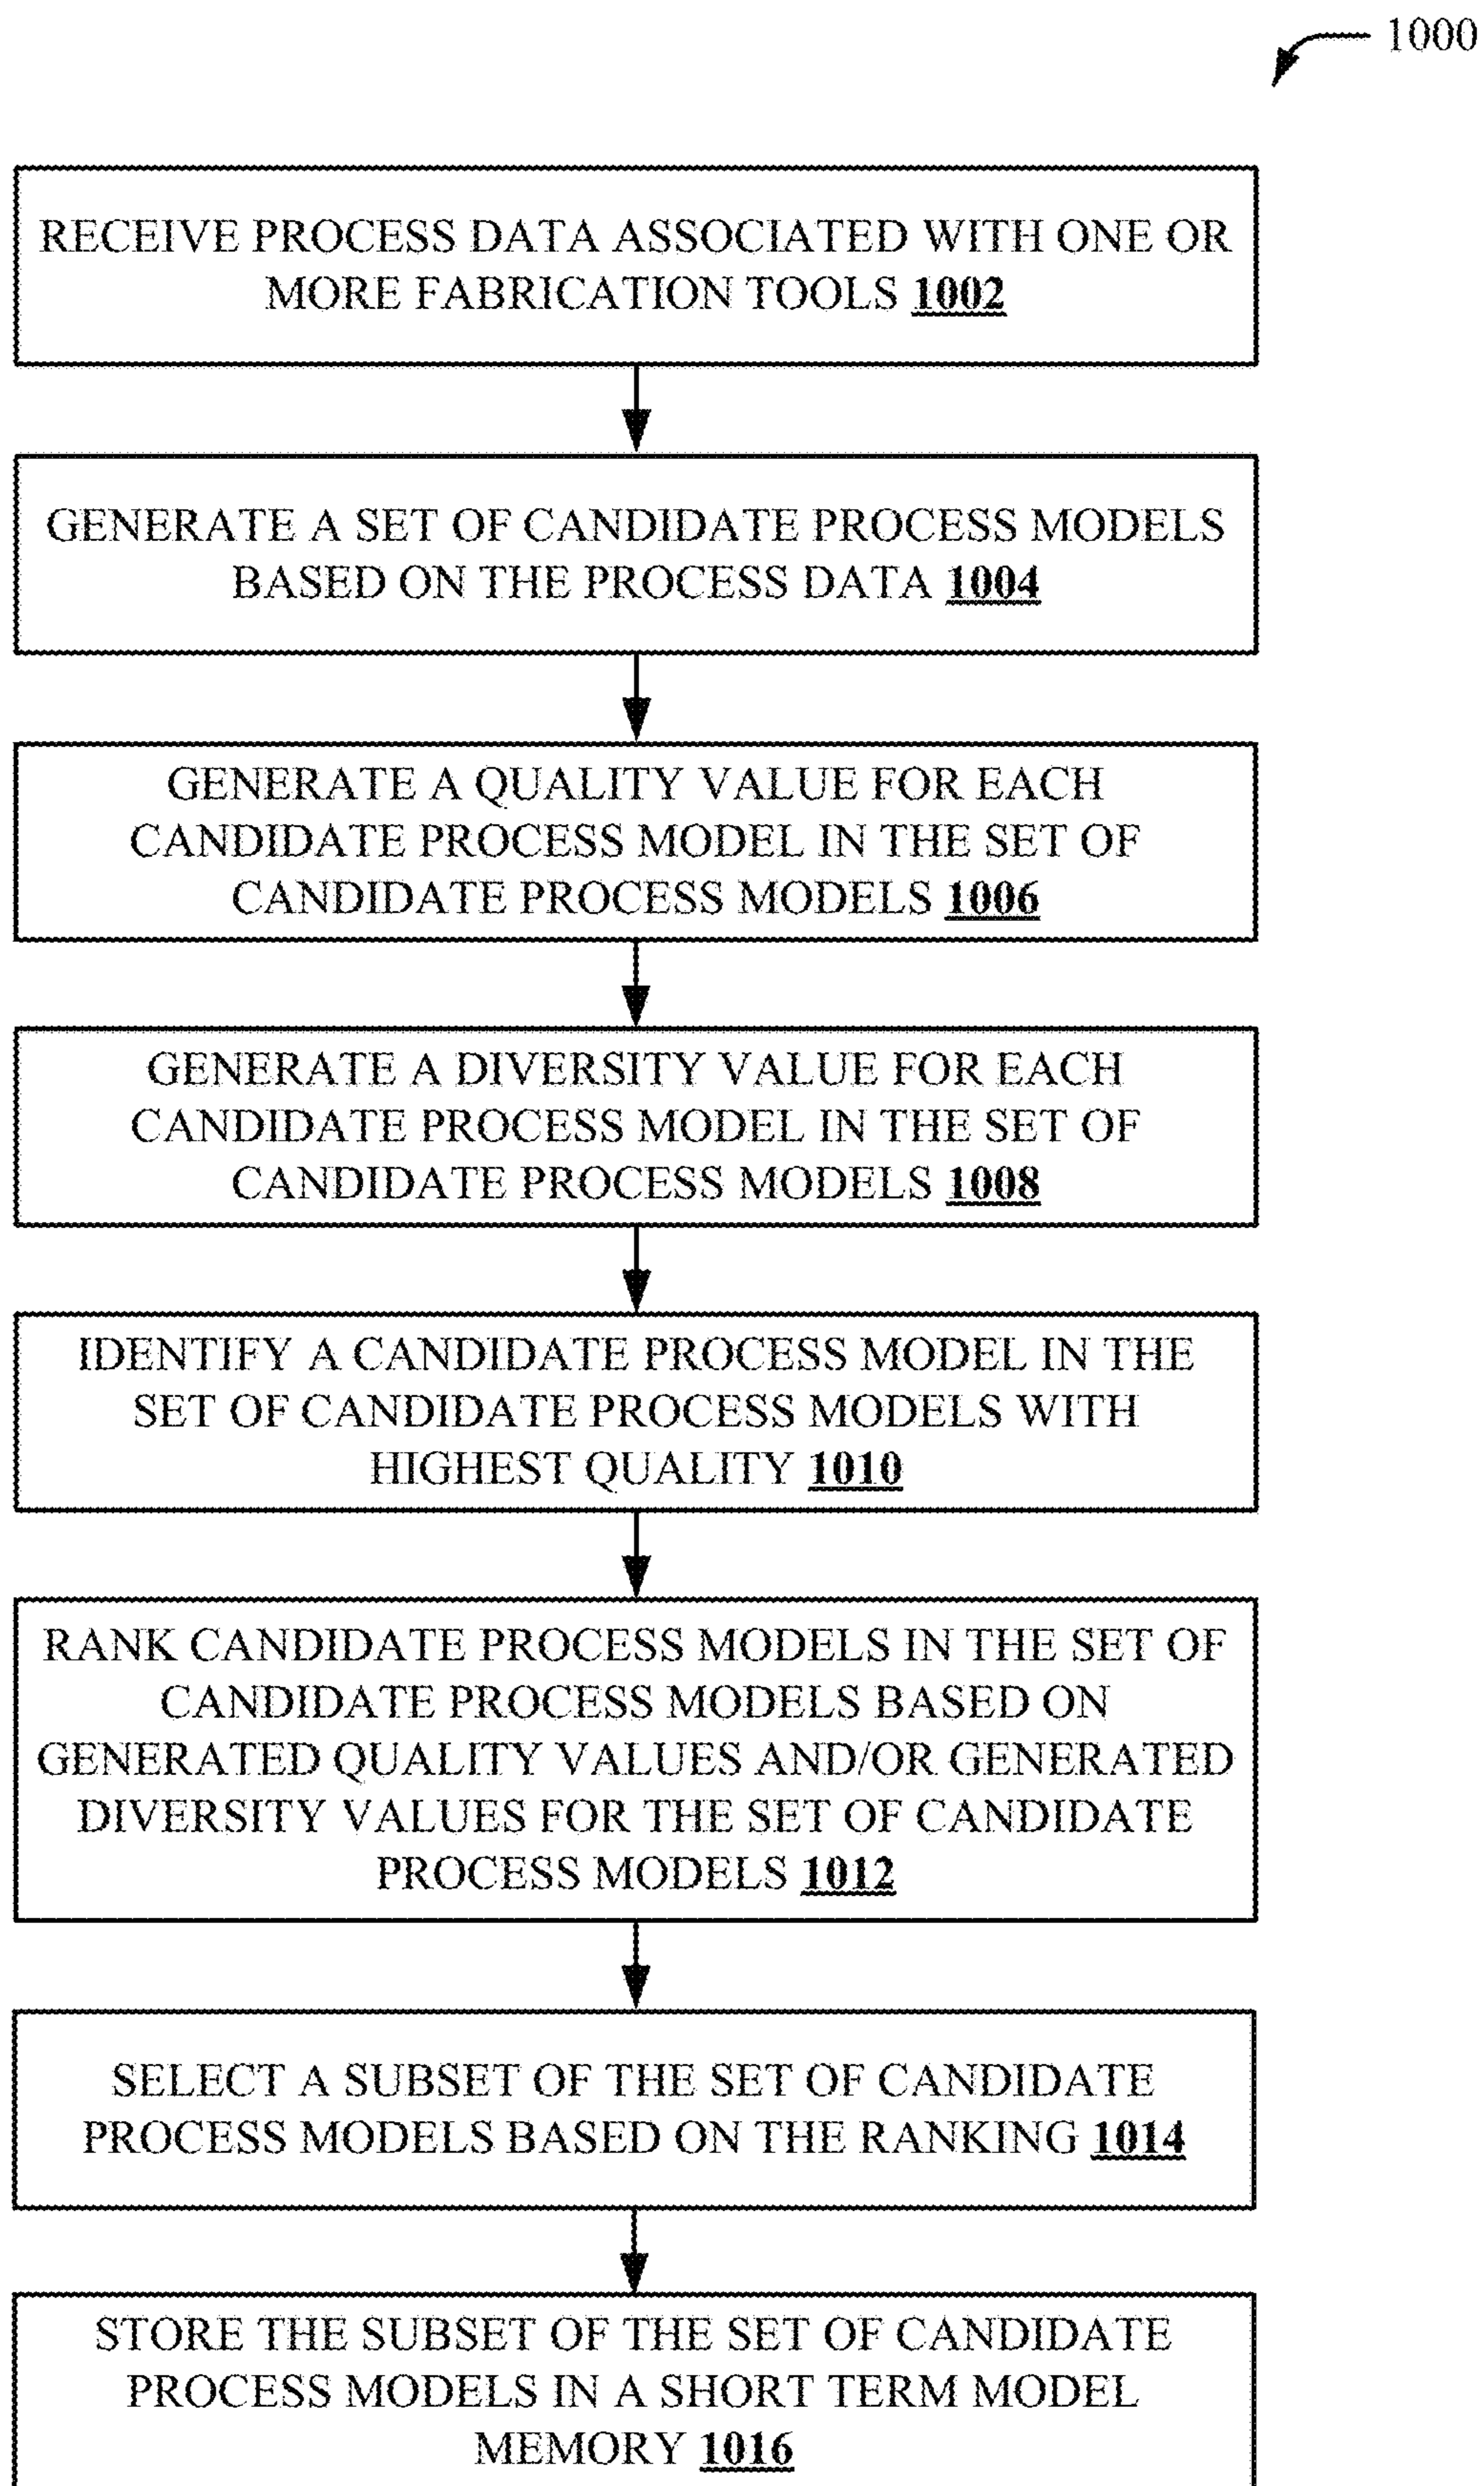 1000
RECEIVE PROCESS DATA ASSOCIATED WITH ONE OR
MORE FABRICATION TOOLS 1002
GENERATE A SET OF CANDIDATE PROCESS MODELS
BASED ON THE PROCESS DATA 1004
GENERATE A QUALITY VALUE FOR EACH
CANDIDATE PROCESS MODEL IN THE SET OF
CANDIDATE PROCESS MODELS 1006
GENERATE A DIVERSITY VALUE FOR EACH
CANDIDATE PROCESS MODEL IN THE SET OF
CANDIDATE PROCESS MODELS 1008
IDENTIFY A CANDIDATE PROCESS MODEL IN THE
SET OF CANDIDATE PROCESS MODELS WITH
HIGHEST QUALITY 1010
RANK CANDIDATE PROCESS MODELS IN THE SET OF
CANDIDATE PROCESS MODELS BASED ON
GENERATED QUALITY VALUES AND/OR GENERATED
DIVERSITY VALUES FOR THE SET OF CANDIDATE
PROCESS MODELS 1012
SELECT A SUBSET OF THE SET OF CANDIDATE
PROCESS MODELS BASED ON THE RANKING 1014
STORE THE SUBSET OF THE SET OF CANDIDATE
PROCESS MODELS IN A SHORT TERM MODEL
MEMORY 1016